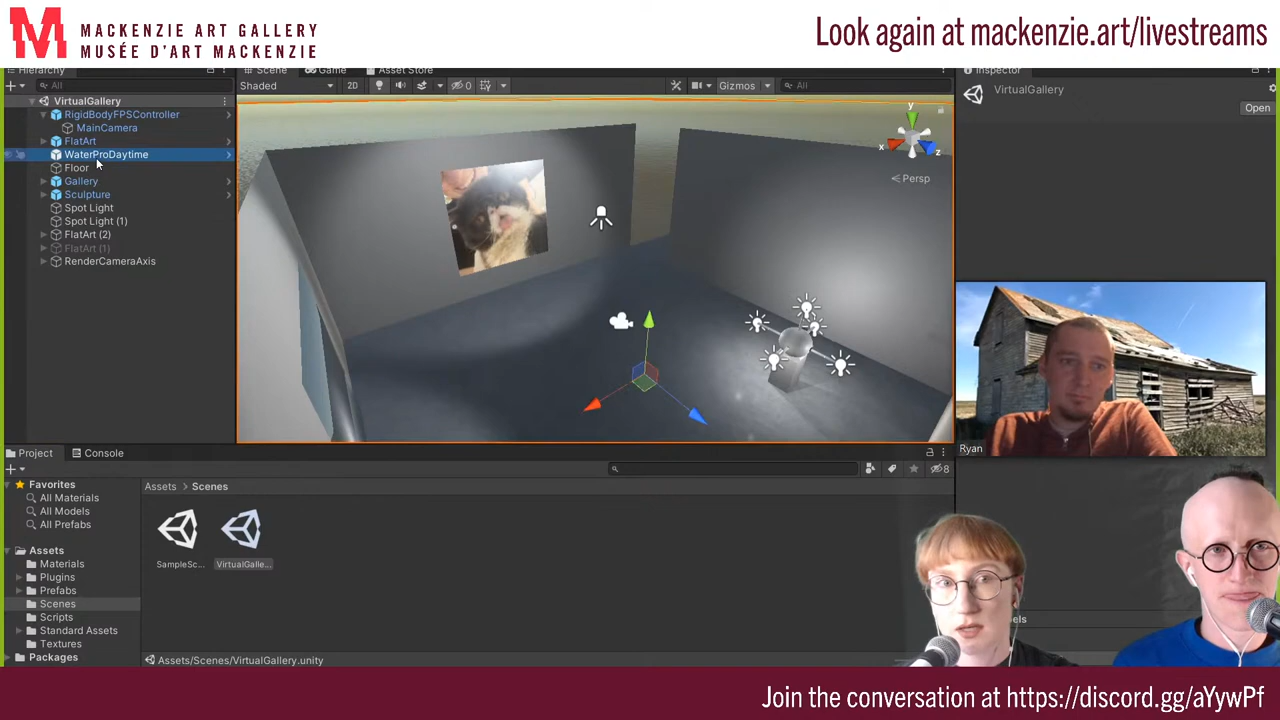 MACKENZIE ART GALLERY
MUSÉE D'ART MACKENZIE
Look again at mackenzie.art/livestreams
Hierarchy
Scene
Game
Asset Store
Inspector
All
Shaded
2D
0
Gizmos
All
VirtualGallery
RigidBodyFPSController
MainCamera
FlatArt
WaterProDaytime
Floor
Gallery
Sculpture
Spot Light
Spot Light (1)
FlatArt (2)
FlatArt (1)
RenderCameraAxis
y
x
z
Persp
VirtualGallery
Open
Ryan
Project
Console
8
Favorites
All Materials
All Models
All Prefabs
Assets
Materials
Plugins
Prefabs
Scenes
Scripts
Standard Assets
Textures
Packages
Assets
Scenes
SampleSc...
VirtualGalle...
Assets/Scenes/VirtualGallery.unity
Join the conversation at https://discord.gg/aYywPf